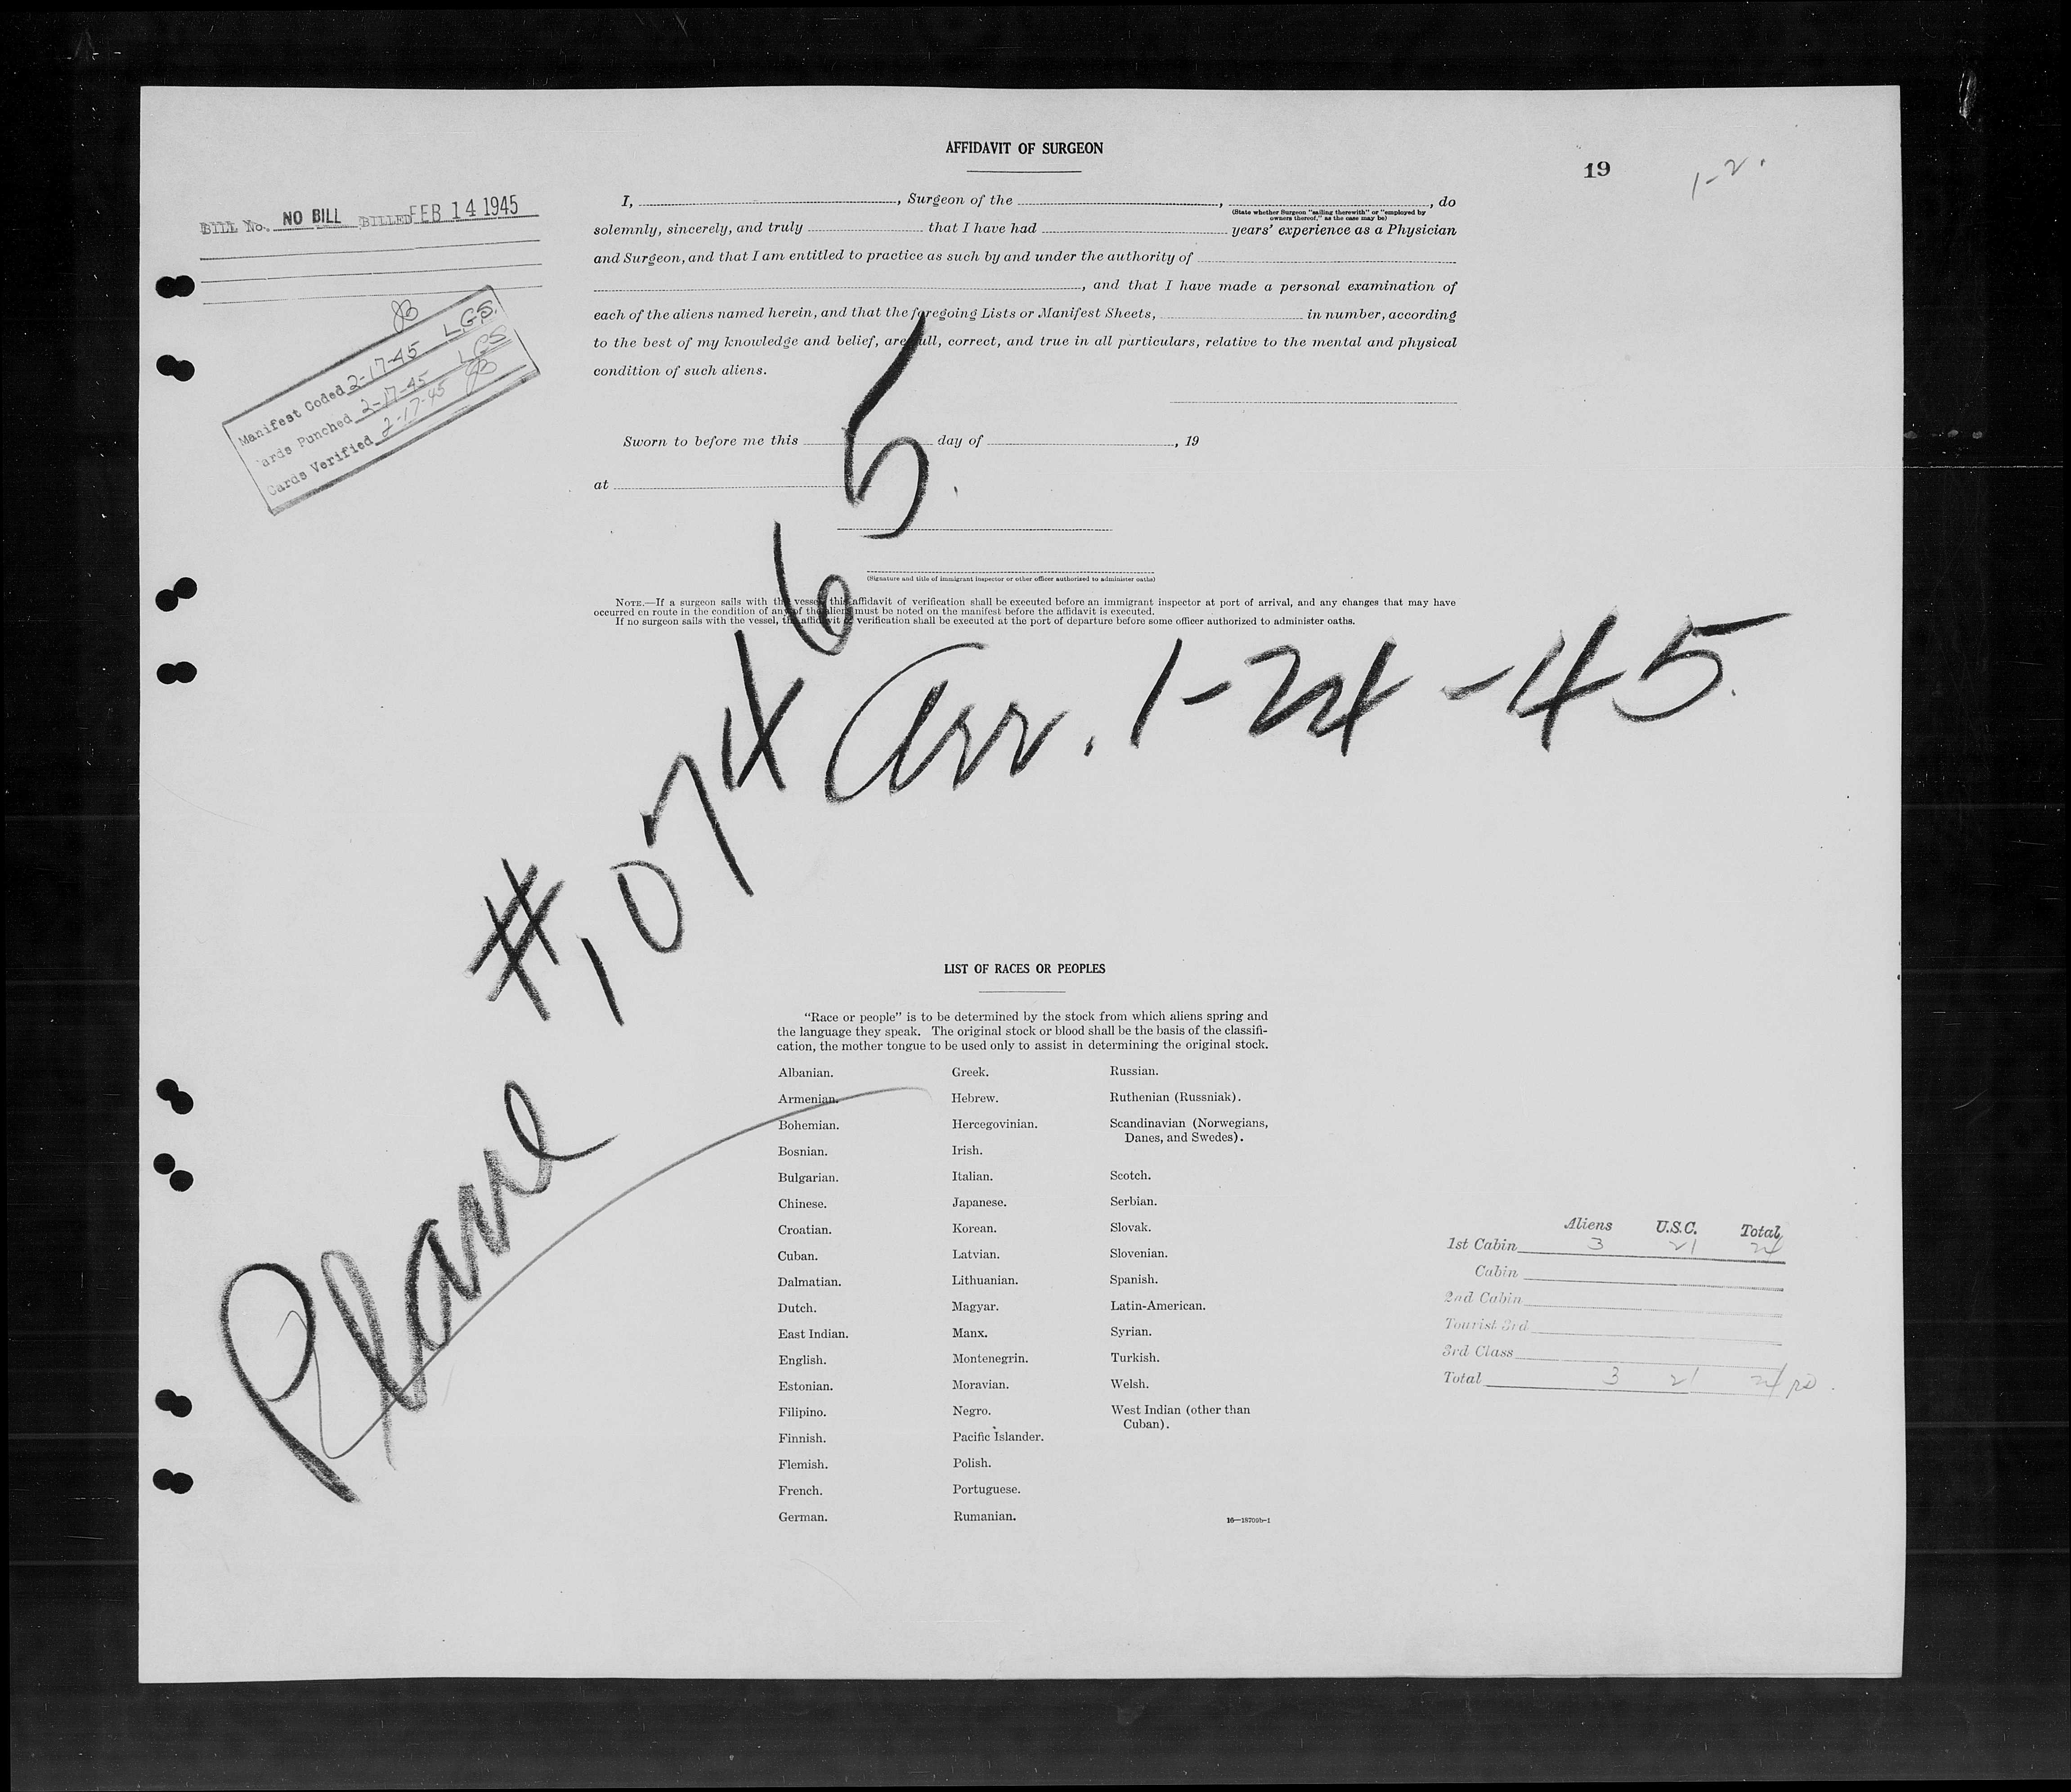 AFFIDAVIT OF SURGEON
19
1-2.
BILL No. NO BILL BILLED FEB 14 1945
I, , Surgeon of the , , do
(State whether Surgeon "sailing therewith" or "employed by
owners thereof," as the case may be)
solemnly, sincerely, and truly that I have had years' experience as a Physician
and Surgeon, and that I am entitled to practice as such by and under the authority of
, and that I have made a personal examination of
each of the aliens named herein, and that the foregoing Lists or Manifest Sheets, in number, according
to the best of my knowledge and belief, are full, correct, and true in all particulars, relative to the mental and physical
condition of such aliens.
Manifest Coded 2-17-45 L.G.S.
ards Punched 2-17-45 LGS
Cards Verified 2-17-45
Sworn to before me this day of , 19
at
(Signature and title of immigrant inspector or other officer authorized to administer oaths)
NOTE.—If a surgeon sails with the vessel, this affidavit of verification shall be executed before an immigrant inspector at port of arrival, and any changes that may have
occurred en route in the condition of any of the aliens must be noted on the manifest before the affidavit is executed.
If no surgeon sails with the vessel, the affidavit of verification shall be executed at the port of departure before some officer authorized to administer oaths.
Plane #107465
Arr. 1-24-45.
LIST OF RACES OR PEOPLES
"Race or people" is to be determined by the stock from which aliens spring and
the language they speak. The original stock or blood shall be the basis of the classifi-
cation, the mother tongue to be used only to assist in determining the original stock.
Albanian.
Armenian.
Bohemian.
Bosnian.
Bulgarian.
Chinese.
Croatian.
Cuban.
Dalmatian.
Dutch.
East Indian.
English.
Estonian.
Filipino.
Finnish.
Flemish.
French.
German.
Greek.
Hebrew.
Hercegovinian.
Irish.
Italian.
Japanese.
Korean.
Latvian.
Lithuanian.
Magyar.
Manx.
Montenegrin.
Moravian.
Negro.
Pacific Islander.
Polish.
Portuguese.
Rumanian.
Russian.
Ruthenian (Russniak).
Scandinavian (Norwegians,
Danes, and Swedes).
Scotch.
Serbian.
Slovak.
Slovenian.
Spanish.
Latin-American.
Syrian.
Turkish.
Welsh.
West Indian (other than
Cuban).
16—18709b-1
Aliens U.S.C. Total
1st Cabin 3 21 24
Cabin
2nd Cabin
Tourist 3rd
3rd Class
Total 3 21 24